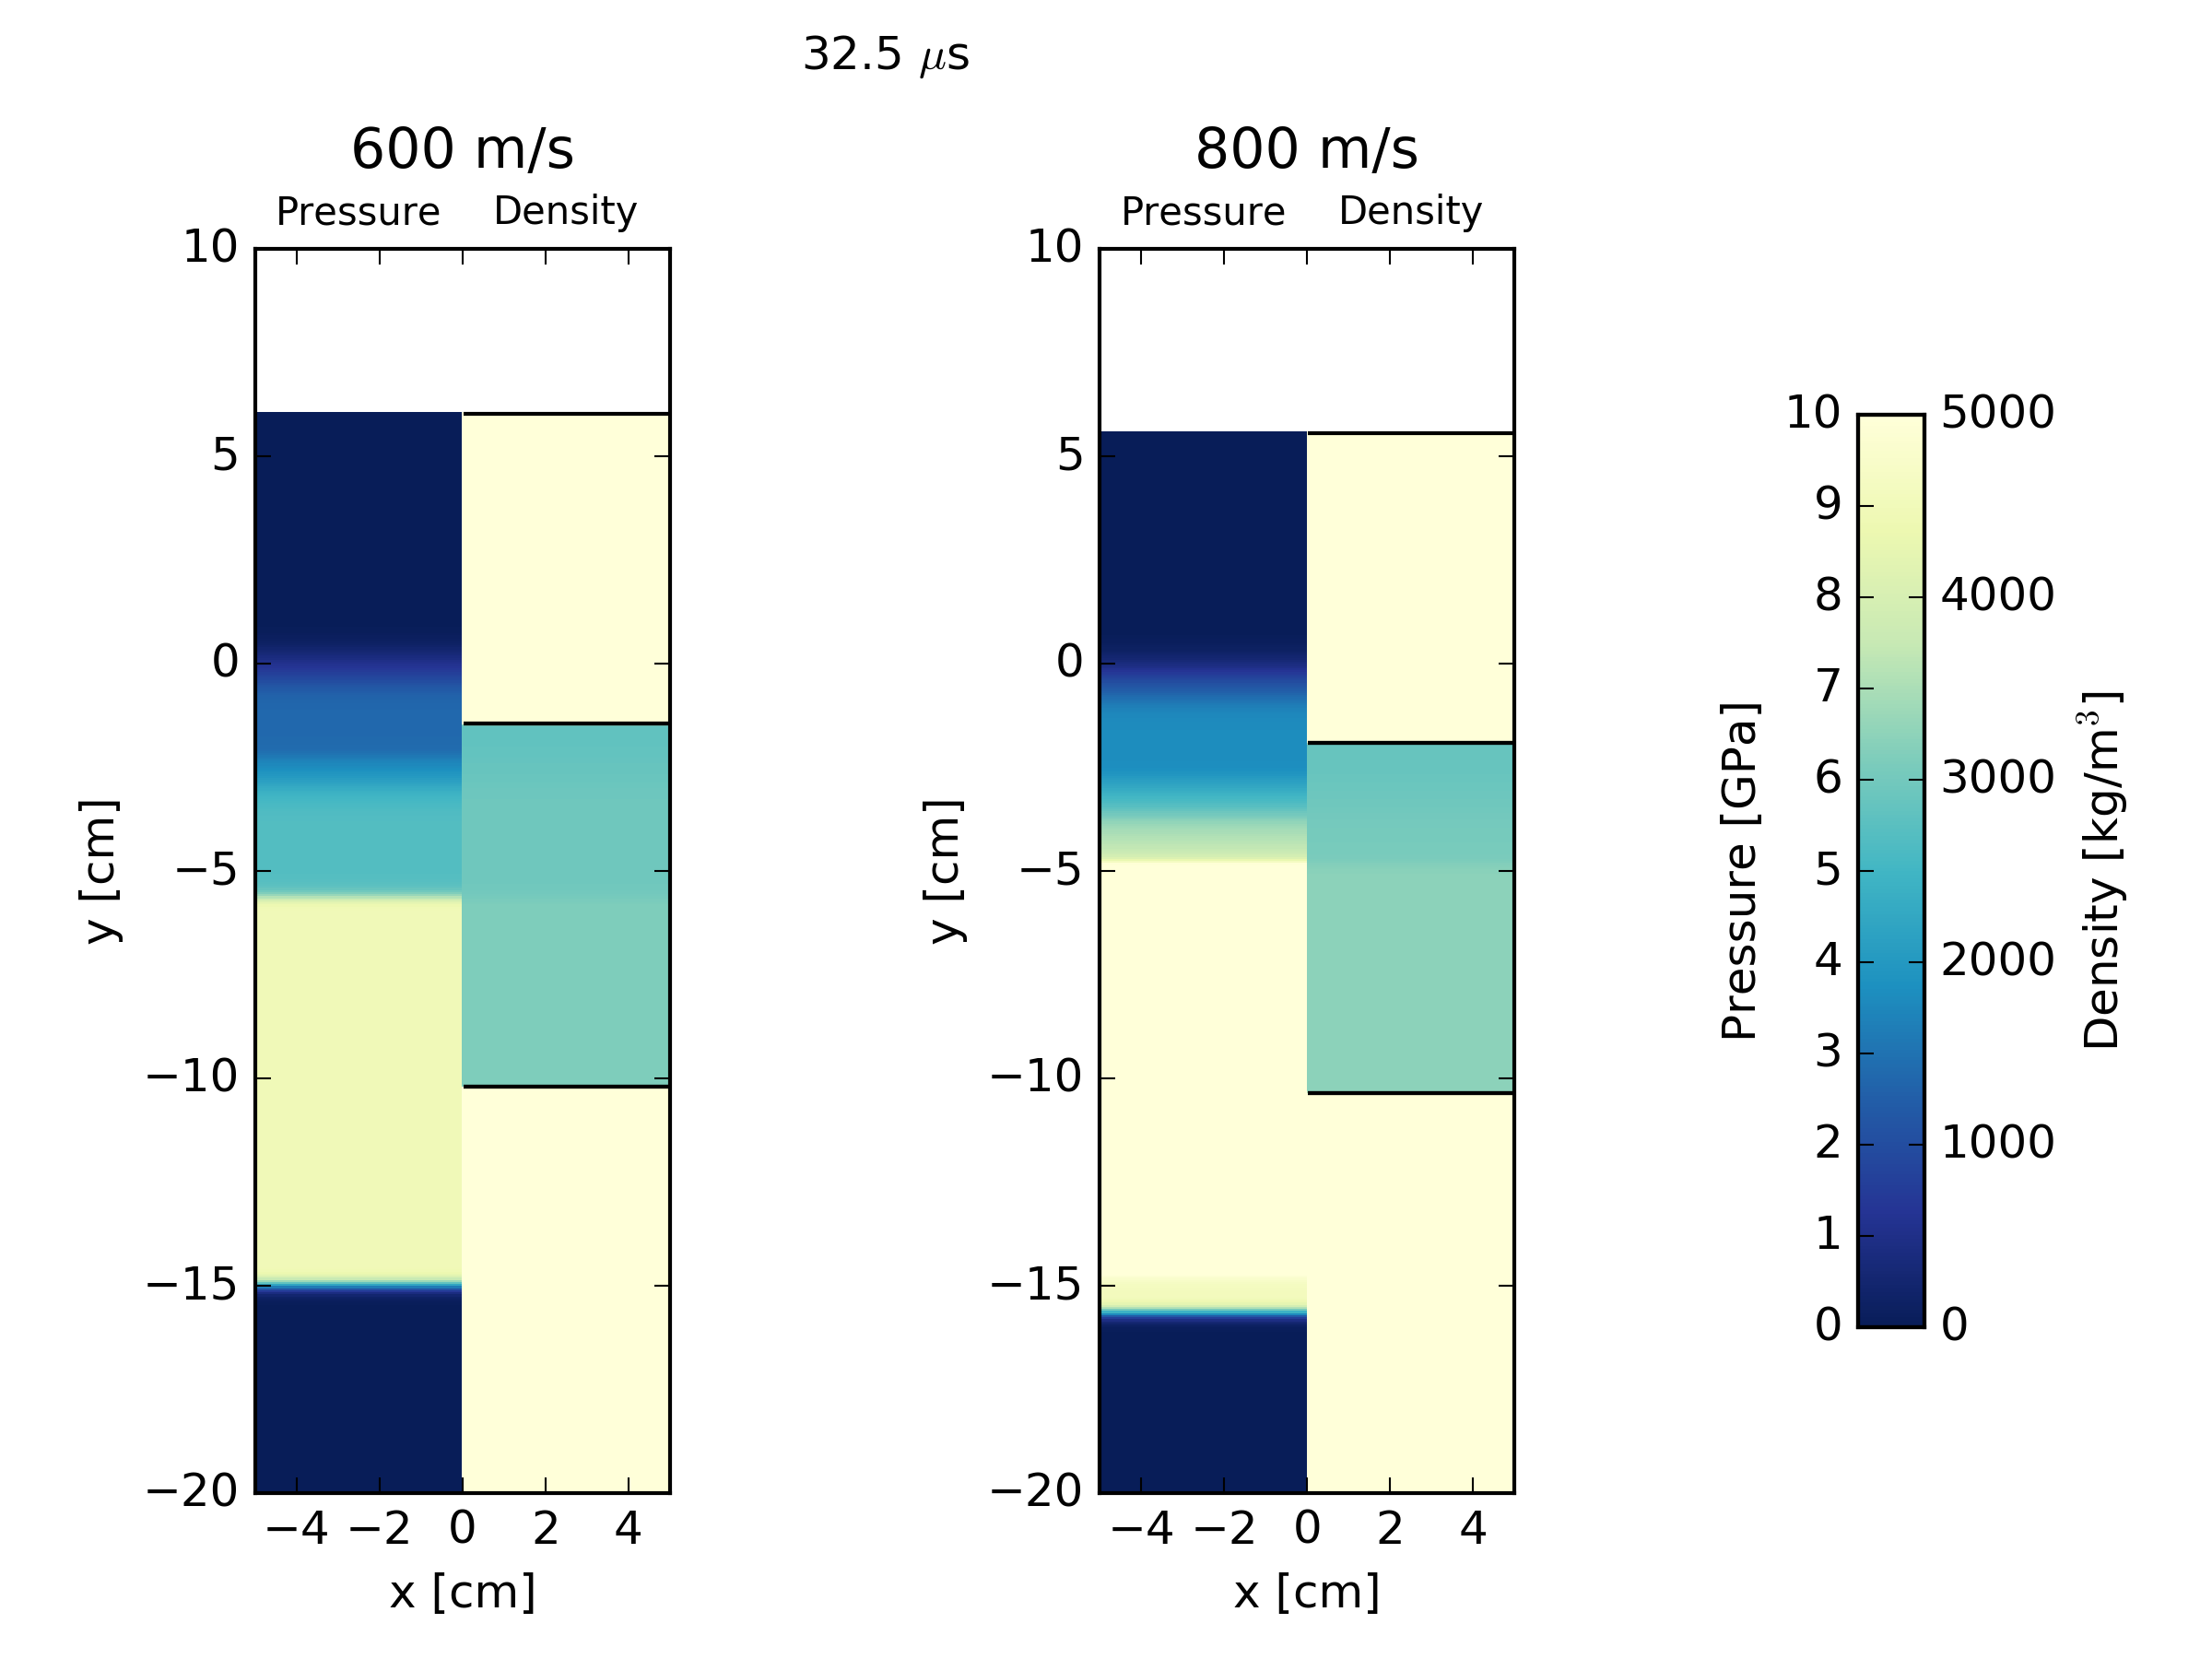 32.5 μs
600 m/s
Pressure Density
10
5
0
−5
−10
−15
−20
y [cm]
−4 −2 0 2 4
x [cm]
800 m/s
Pressure Density
10
5
0
−5
−10
−15
−20
y [cm]
−4 −2 0 2 4
x [cm]
Pressure [GPa]
10
9
8
7
6
5
4
3
2
1
0
5000
4000
3000
2000
1000
0
Density [kg/m³]